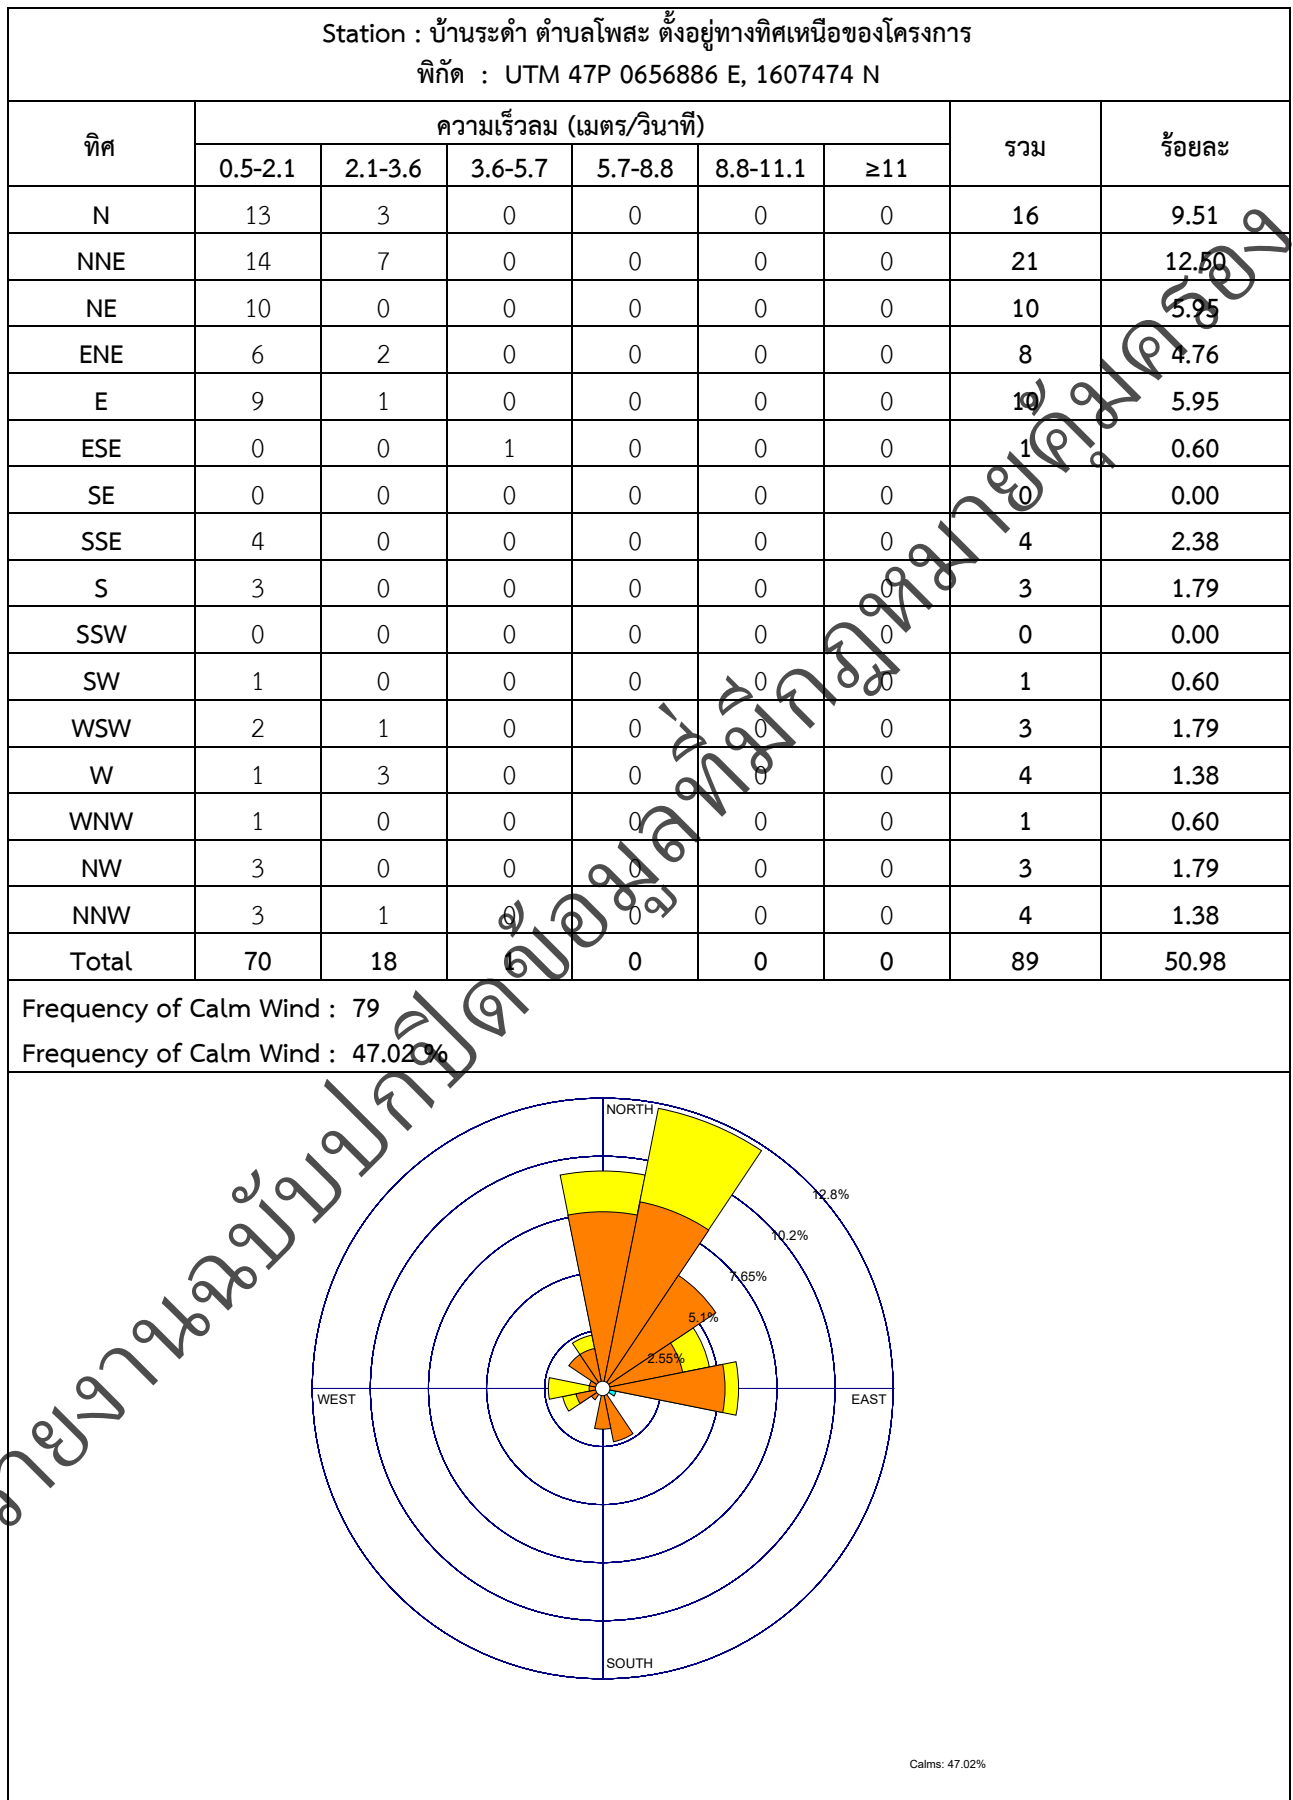 Station : บ้านระดำ ตำบลโพสะ ตั้งอยู่ทางทิศเหนือของโครงการ
พิกัด : UTM 47P 0656886 E, 1607474 N
ทิศ ความเร็วลม (เมตร/วินาที) รวม ร้อยละ
0.5-2.1 2.1-3.6 3.6-5.7 5.7-8.8 8.8-11.1 ≥11
N 13 3 0 0 0 0 16 9.51
NNE 14 7 0 0 0 0 21 12.50
NE 10 0 0 0 0 0 10 5.95
ENE 6 2 0 0 0 0 8 4.76
E 9 1 0 0 0 0 10 5.95
ESE 0 0 1 0 0 0 1 0.60
SE 0 0 0 0 0 0 0 0.00
SSE 4 0 0 0 0 0 4 2.38
S 3 0 0 0 0 0 3 1.79
SSW 0 0 0 0 0 0 0 0.00
SW 1 0 0 0 0 0 1 0.60
WSW 2 1 0 0 0 0 3 1.79
W 1 3 0 0 0 0 4 1.38
WNW 1 0 0 0 0 0 1 0.60
NW 3 0 0 0 0 0 3 1.79
NNW 3 1 0 0 0 0 4 1.38
Total 70 18 1 0 0 0 89 50.98
Frequency of Calm Wind : 79
Frequency of Calm Wind : 47.02 %
NORTH
12.8%
10.2%
7.65%
5.1%
2.55%
WEST
EAST
SOUTH
Calms: 47.02%
รายงานฉบับปกปิดข้อมูลที่มีกฎหมายคุ้มครอง